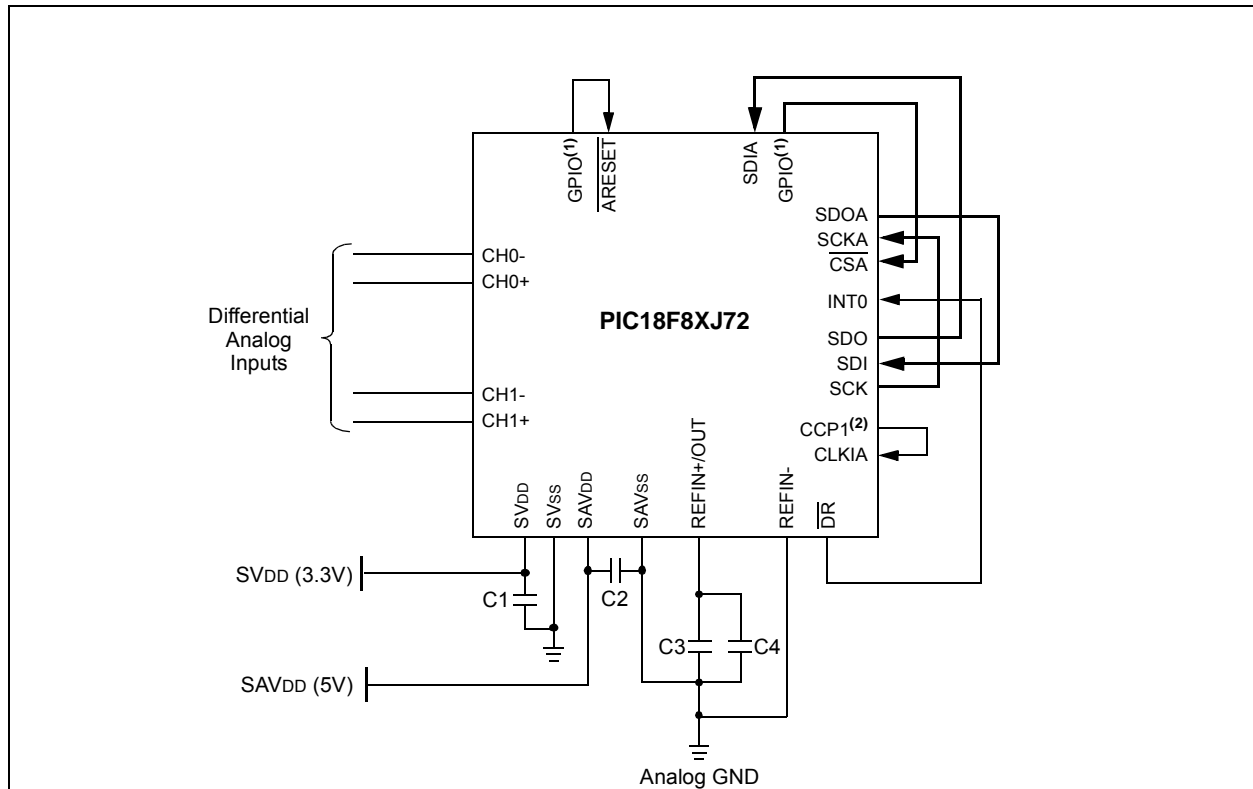 GPIO(1)
ARESET
SDIA
GPIO(1)
SDOA
SCKA
CSA
INT0
SDO
SDI
SCK
CCP1(2)
CLKIA
CH0-
CH0+
Differential
Analog
Inputs
CH1-
CH1+
PIC18F8XJ72
SVDD
SVSS
SAVDD
SAVSS
REFIN+/OUT
REFIN-
DR
SVDD (3.3V)
C1
C2
C3
C4
SAVDD (5V)
Analog GND